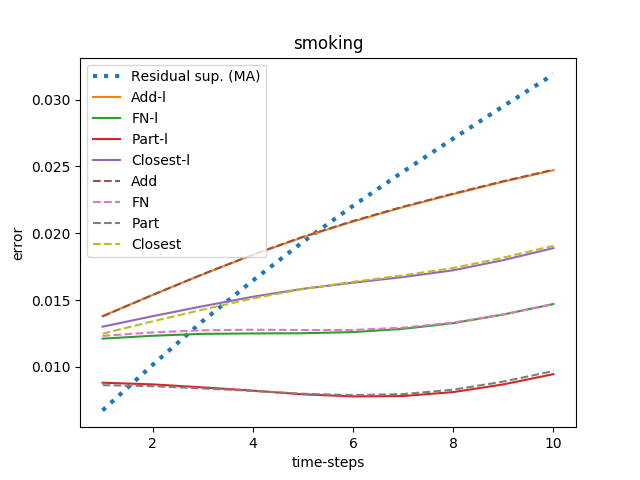 smoking
Residual sup. (MA)
Add-l
FN-l
Part-l
Closest-l
Add
FN
Part
Closest
0.030
0.025
0.020
0.015
0.010
error
2 4 6 8 10
time-steps